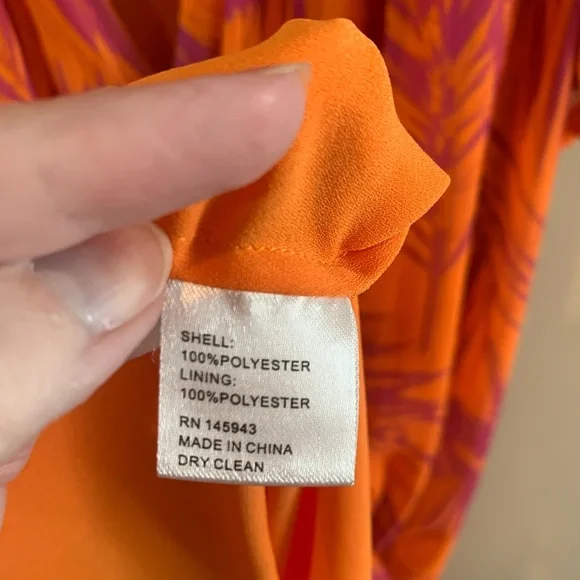 SHELL:
100%POLYESTER
LINING:
100%POLYESTER
RN 145943
MADE IN CHINA
DRY CLEAN